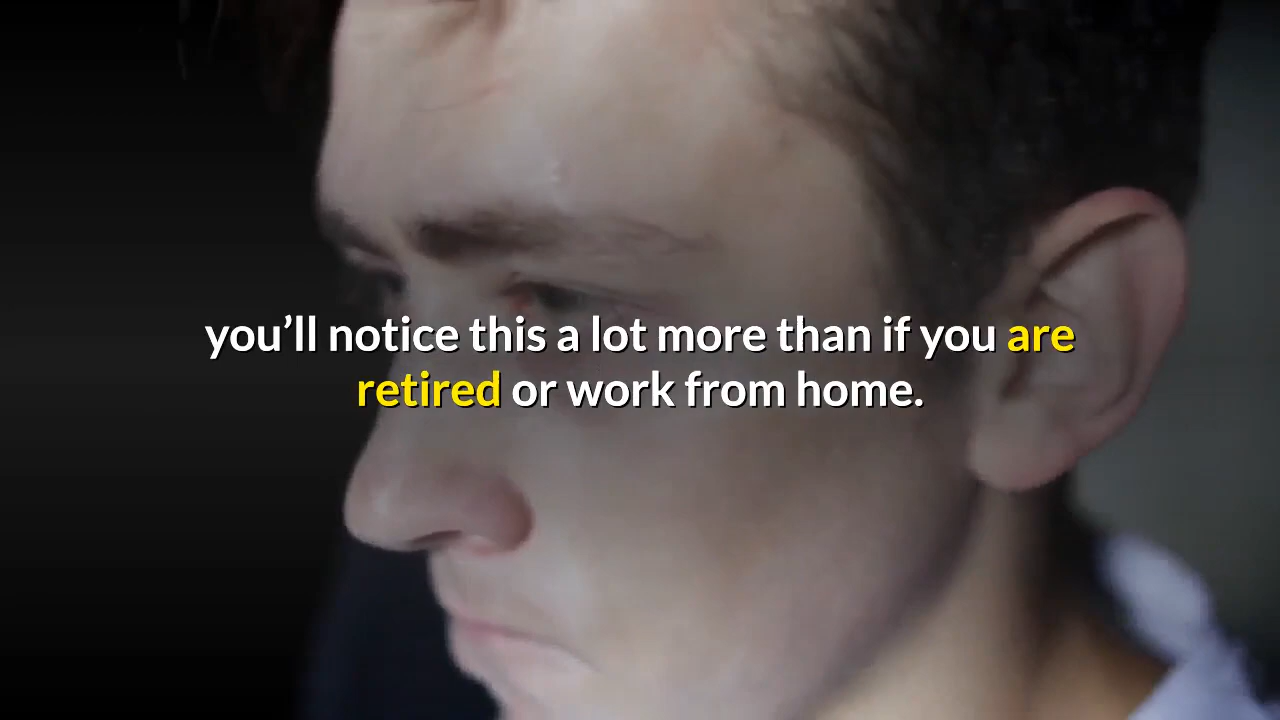 you’ll notice this a lot more than if you are
retired or work from home.